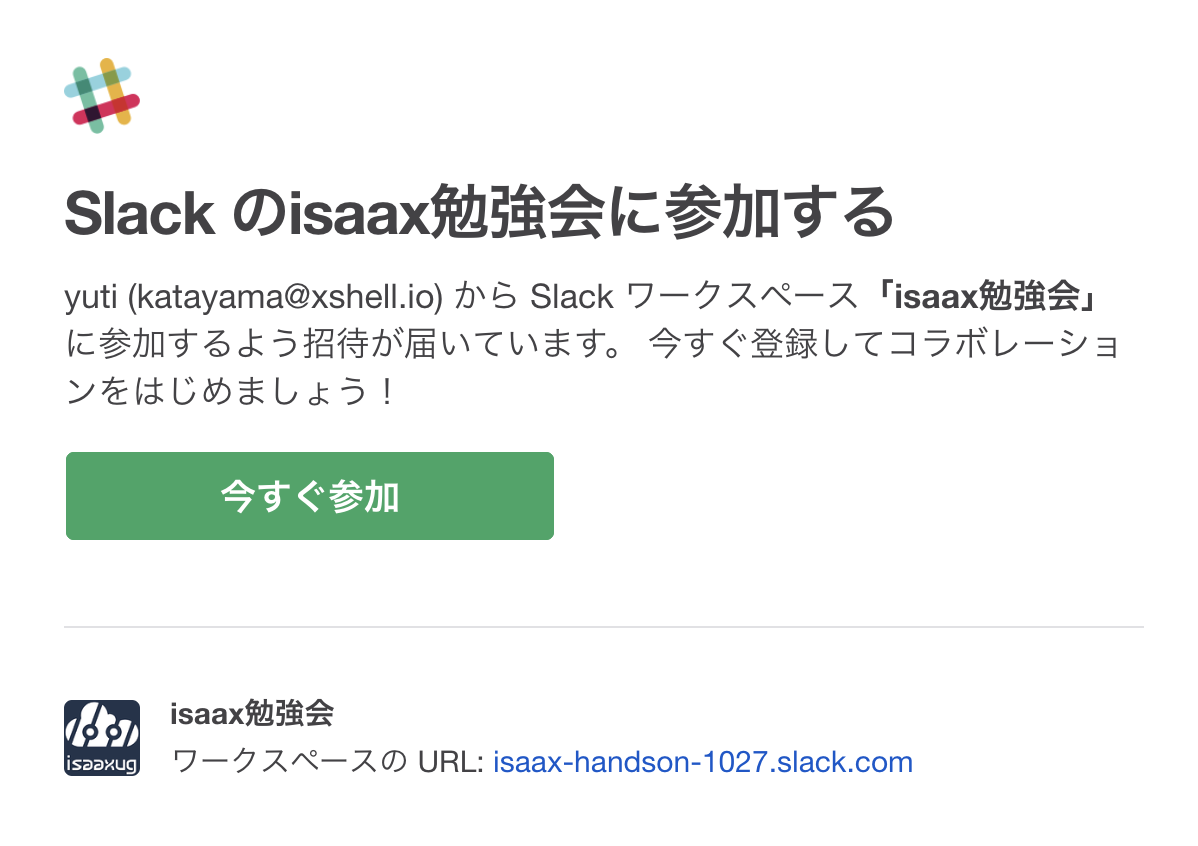 Slack のisaax勉強会に参加する
yuti (katayama@xshell.io) から Slack ワークスペース「isaax勉強会」
に参加するよう招待が届いています。 今すぐ登録してコラボレーショ
ンをはじめましょう！
今すぐ参加
isaax勉強会
isaaxug
ワークスペースの URL: isaax-handson-1027.slack.com